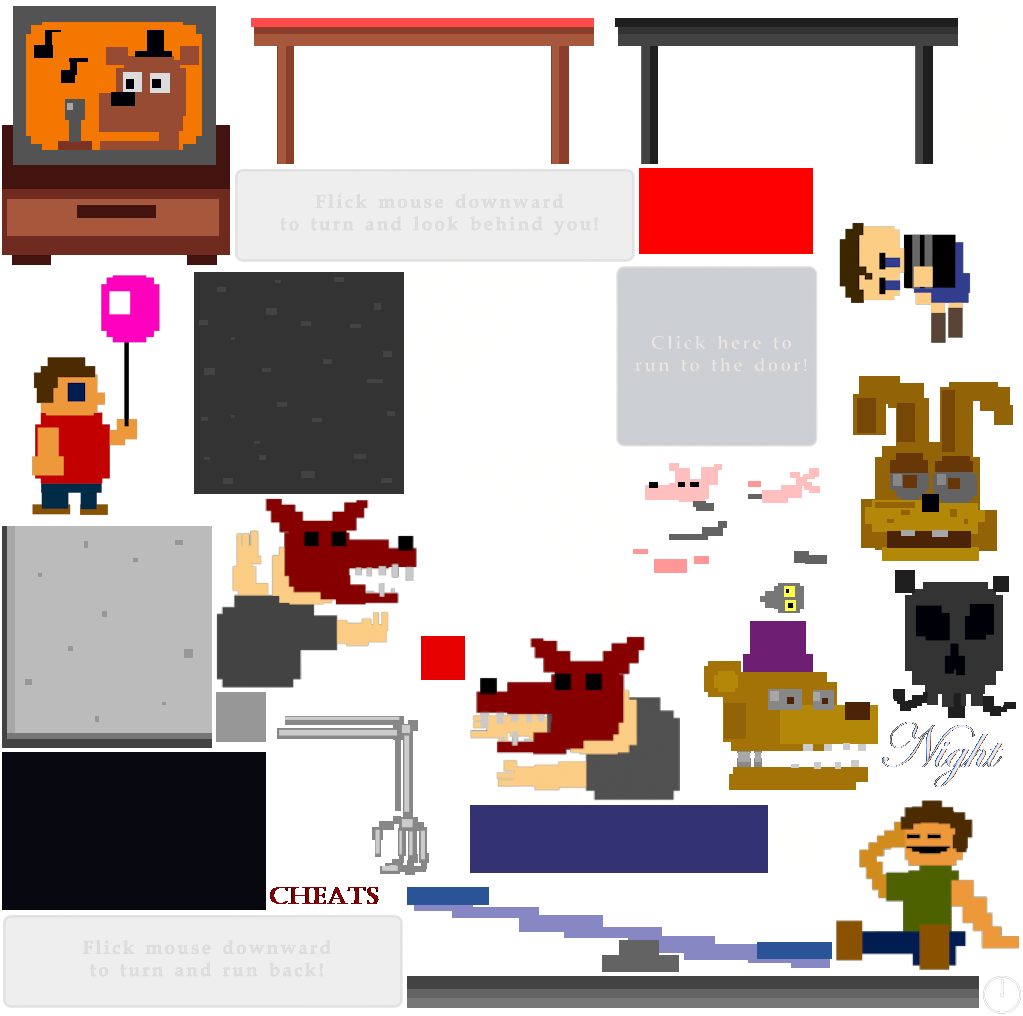 Flick mouse downward
to turn and look behind you!
Click here to
run to the door!
Night
CHEATS
Flick mouse downward
to turn and run back!